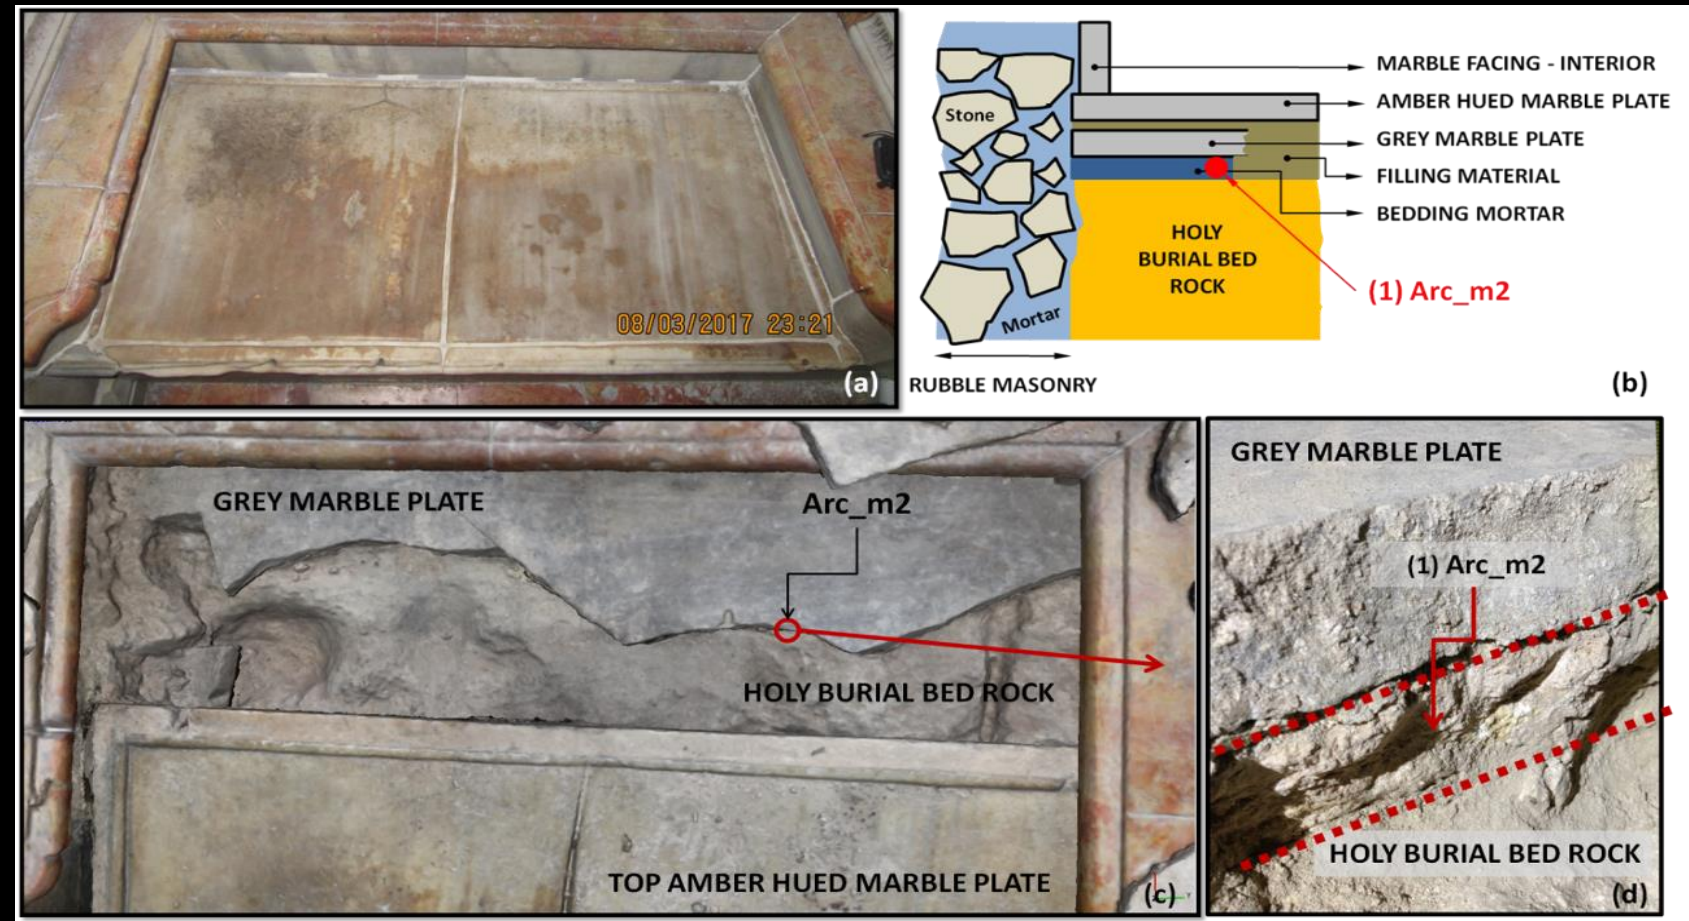 08/03/2017 23:21
(a)
Stone
Mortar
HOLY
BURIAL BED
ROCK
MARBLE FACING - INTERIOR
AMBER HUED MARBLE PLATE
GREY MARBLE PLATE
FILLING MATERIAL
BEDDING MORTAR
(1) Arc_m2
RUBBLE MASONRY
(b)
GREY MARBLE PLATE
Arc_m2
HOLY BURIAL BED ROCK
TOP AMBER HUED MARBLE PLATE
(c)
GREY MARBLE PLATE
(1) Arc_m2
HOLY BURIAL BED ROCK
(d)